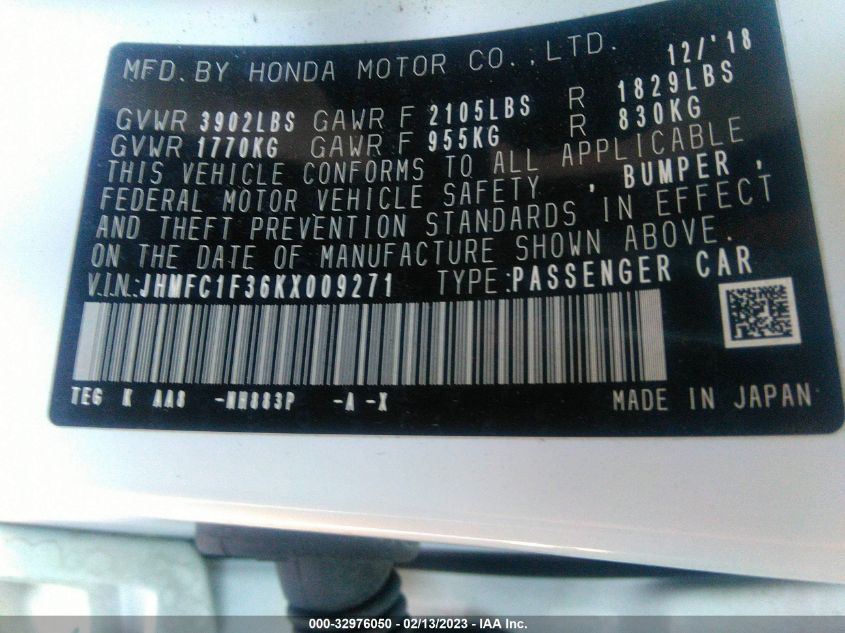 MFD. BY HONDA MOTOR CO., LTD. 12/'18
GVWR 3902LBS GAWR F 2105LBS R 1829LBS
GVWR 1770KG GAWR F 955KG R 830KG
THIS VEHICLE CONFORMS TO ALL APPLICABLE
FEDERAL MOTOR VEHICLE SAFETY , BUMPER ,
AND THEFT PREVENTION STANDARDS IN EFFECT
ON THE DATE OF MANUFACTURE SHOWN ABOVE.
V.I.N.: JHMFC1F36KX009271 TYPE: PASSENGER CAR
TEG K AA8 -NH883P -A -X MADE IN JAPAN
000-32976050 - 02/13/2023 - IAA Inc.